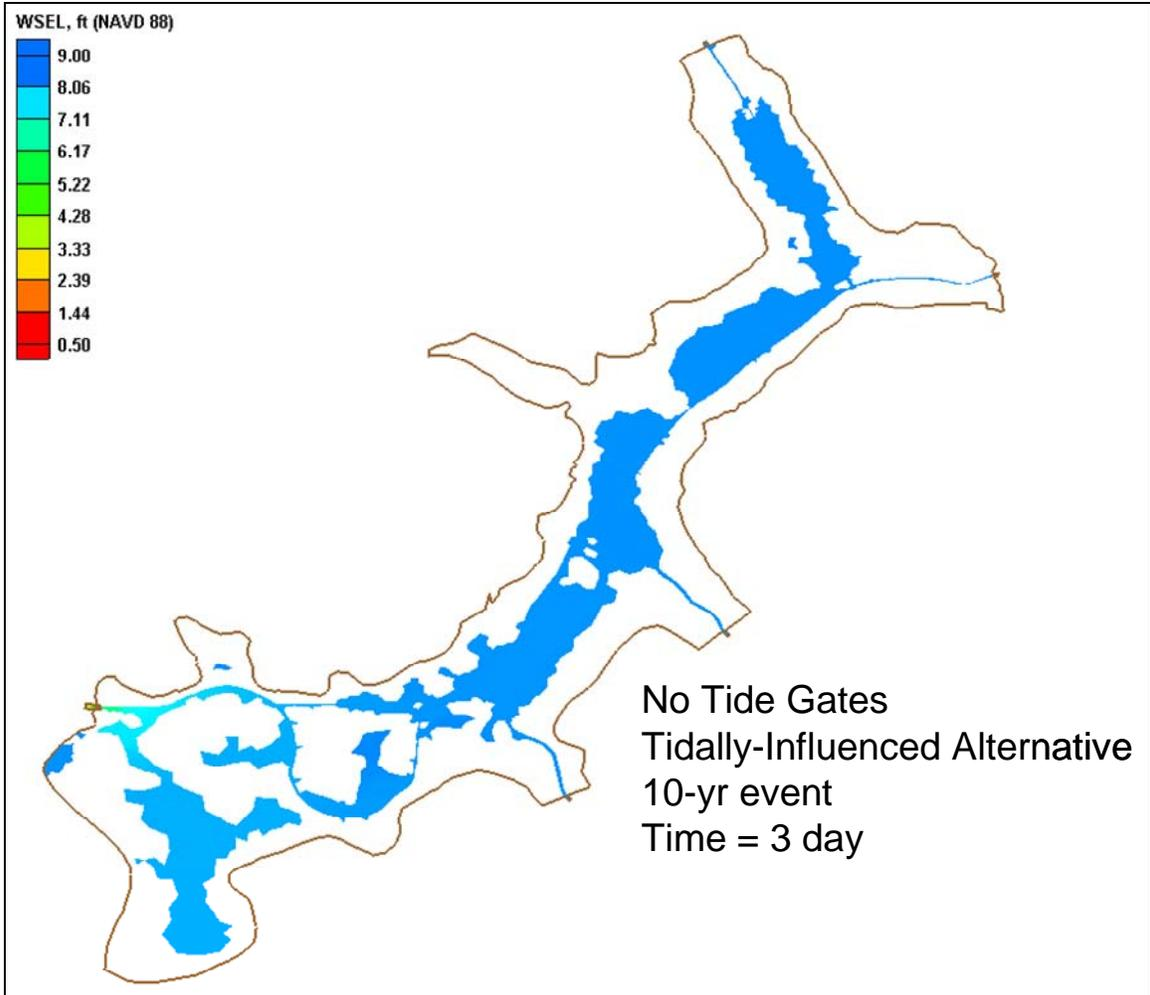 WSEL, ft (NAVD 88)
9.00
8.06
7.11
6.17
5.22
4.28
3.33
2.39
1.44
0.50
No Tide Gates
Tidally-Influenced Alternative
10-yr event
Time = 3 day